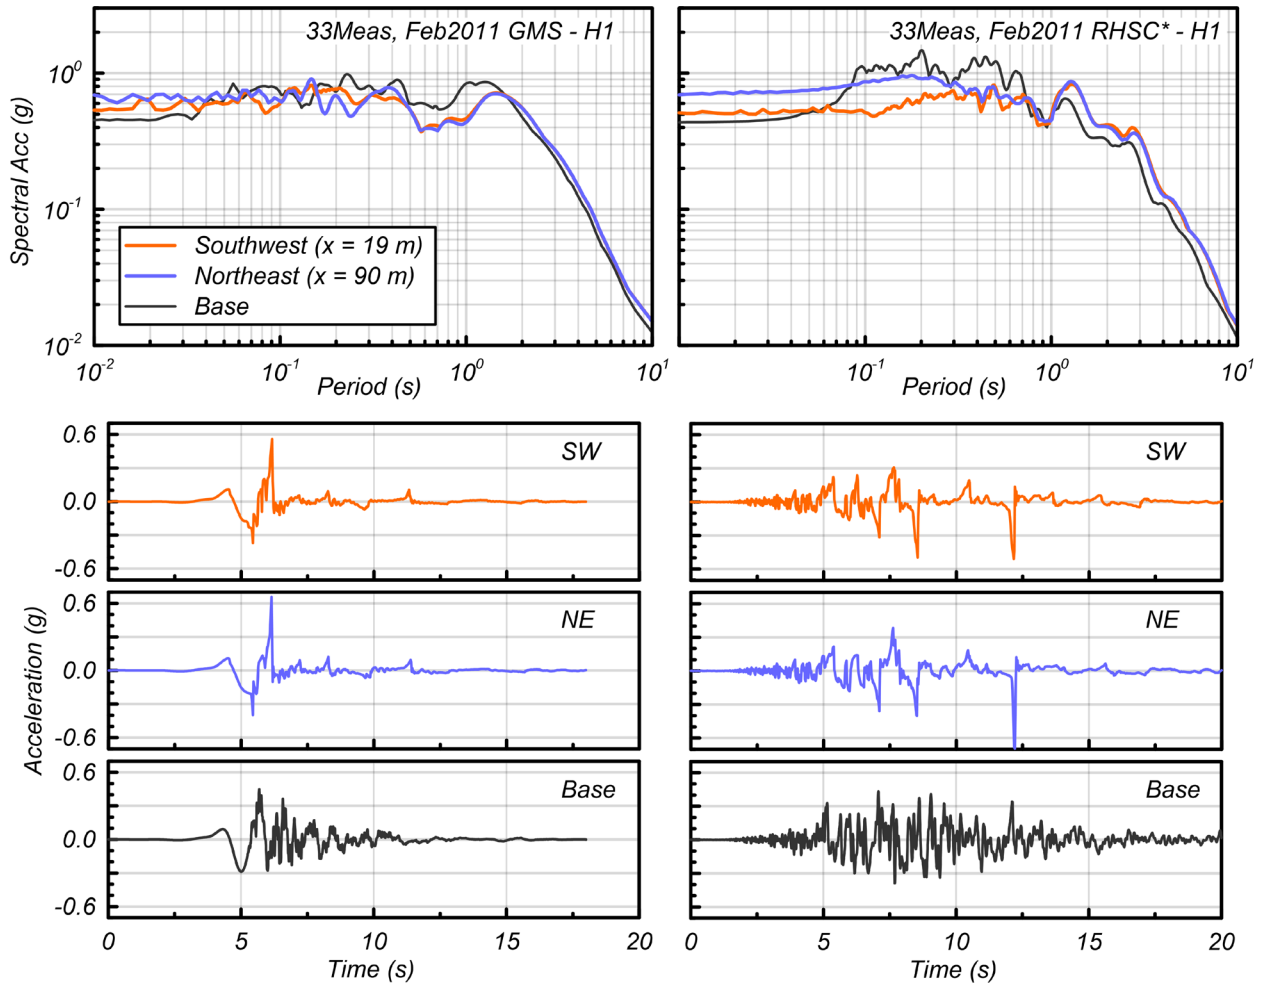 33Meas, Feb2011 GMS - H1
33Meas, Feb2011 RHSC* - H1
Spectral Acc (g)
10^0
10^-1
10^-2
Southwest (x = 19 m)
Northeast (x = 90 m)
Base
10^-2 10^-1 10^0 10^1
Period (s)
10^-1 10^0 10^1
Period (s)
Acceleration (g)
0.6
0.0
-0.6
SW
SW
0.6
0.0
-0.6
NE
NE
0.6
0.0
-0.6
Base
Base
0 5 10 15 20
Time (s)
0 5 10 15 20
Time (s)